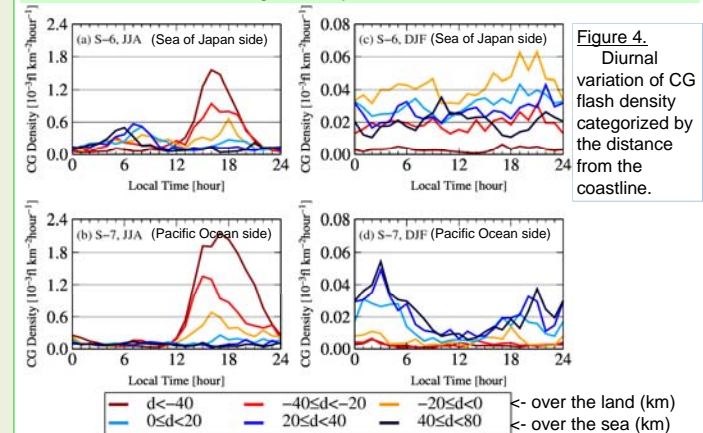 2.4
1.8
1.2
0.6
0.0
CG Density [10⁻³fl km⁻²hour⁻¹]
(a) S-6, JJA (Sea of Japan side)
0 6 12 18 24
Local Time [hour]
0.08
0.06
0.04
0.02
0.00
CG Density [10⁻³fl km⁻²hour⁻¹]
(c) S-6, DJF (Sea of Japan side)
0 6 12 18 24
Local Time [hour]
Figure 4.
Diurnal
variation of CG
flash density
categorized by
the distance
from the
coastline.
2.4
1.8
1.2
0.6
0.0
CG Density [10⁻³fl km⁻²hour⁻¹]
(b) S-7, JJA (Pacific Ocean side)
0 6 12 18 24
Local Time [hour]
0.08
0.06
0.04
0.02
0.00
CG Density [10⁻³fl km⁻²hour⁻¹]
(d) S-7, DJF (Pacific Ocean side)
0 6 12 18 24
Local Time [hour]
d<-40 -40≤d<-20 -20≤d<0 <- over the land (km)
0≤d<20 20≤d<40 40≤d<80 <- over the sea (km)